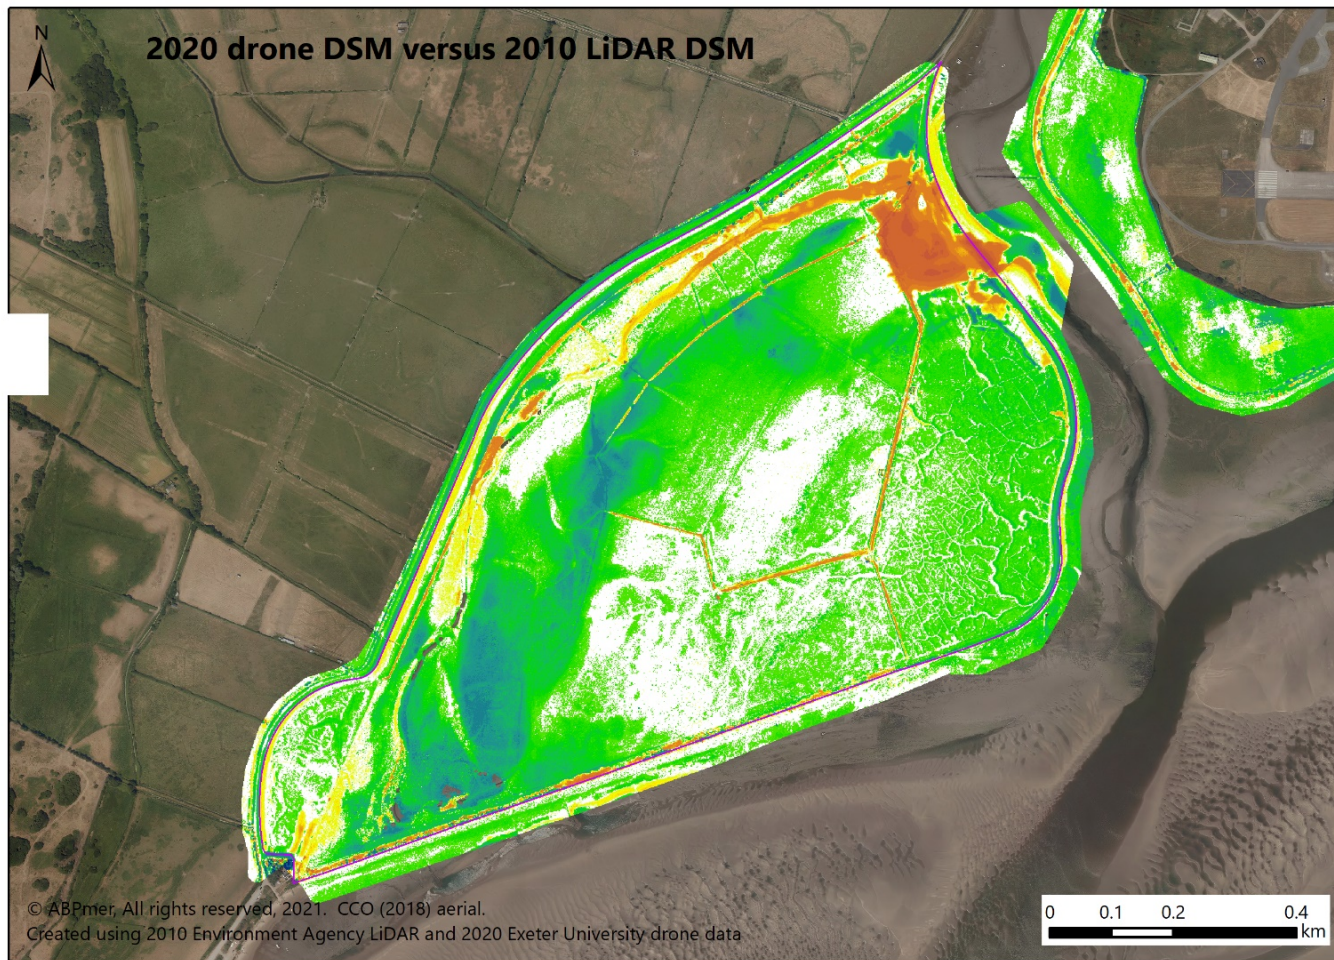 N
2020 drone DSM versus 2010 LiDAR DSM
© ABPmer, All rights reserved, 2021. CCO (2018) aerial.
Created using 2010 Environment Agency LiDAR and 2020 Exeter University drone data
0 0.1 0.2 0.4
km